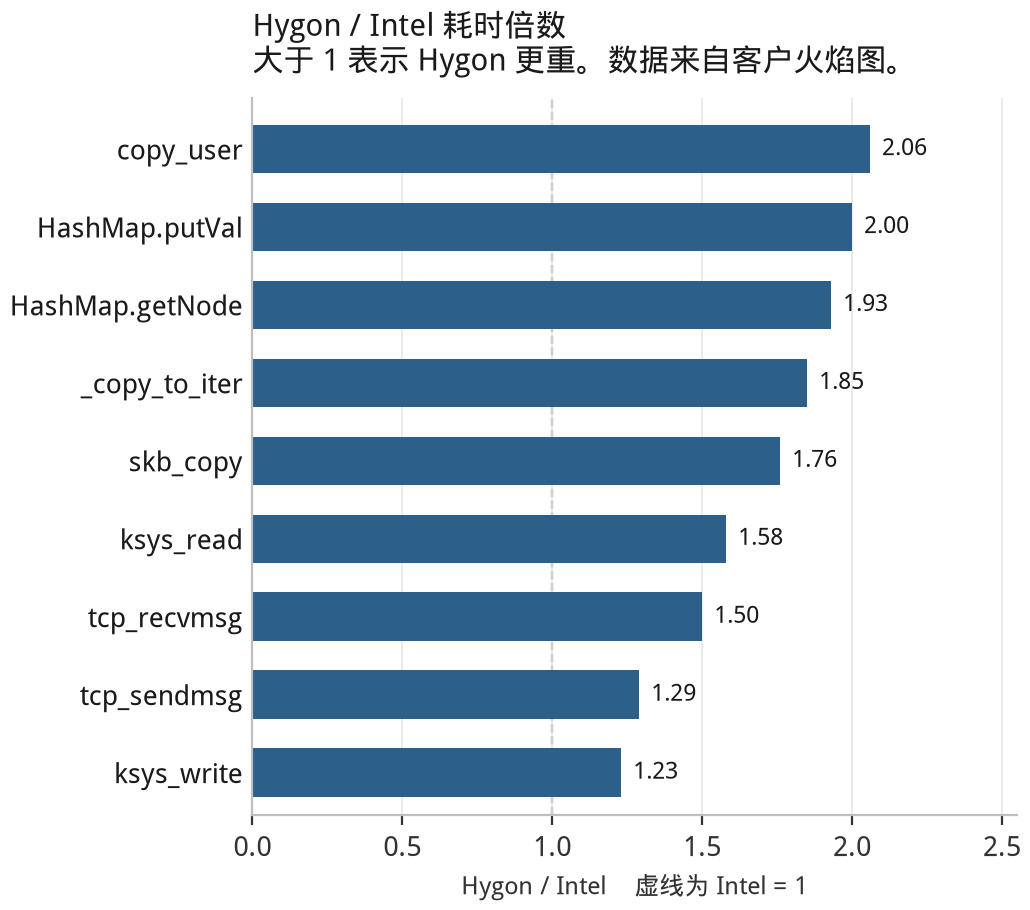 Hygon / Intel 耗时倍数
大于 1 表示 Hygon 更重。数据来自客户火焰图。
copy_user 2.06
HashMap.putVal 2.00
HashMap.getNode 1.93
_copy_to_iter 1.85
skb_copy 1.76
ksys_read 1.58
tcp_recvmsg 1.50
tcp_sendmsg 1.29
ksys_write 1.23
0.0 0.5 1.0 1.5 2.0 2.5
Hygon / Intel 虚线为 Intel = 1